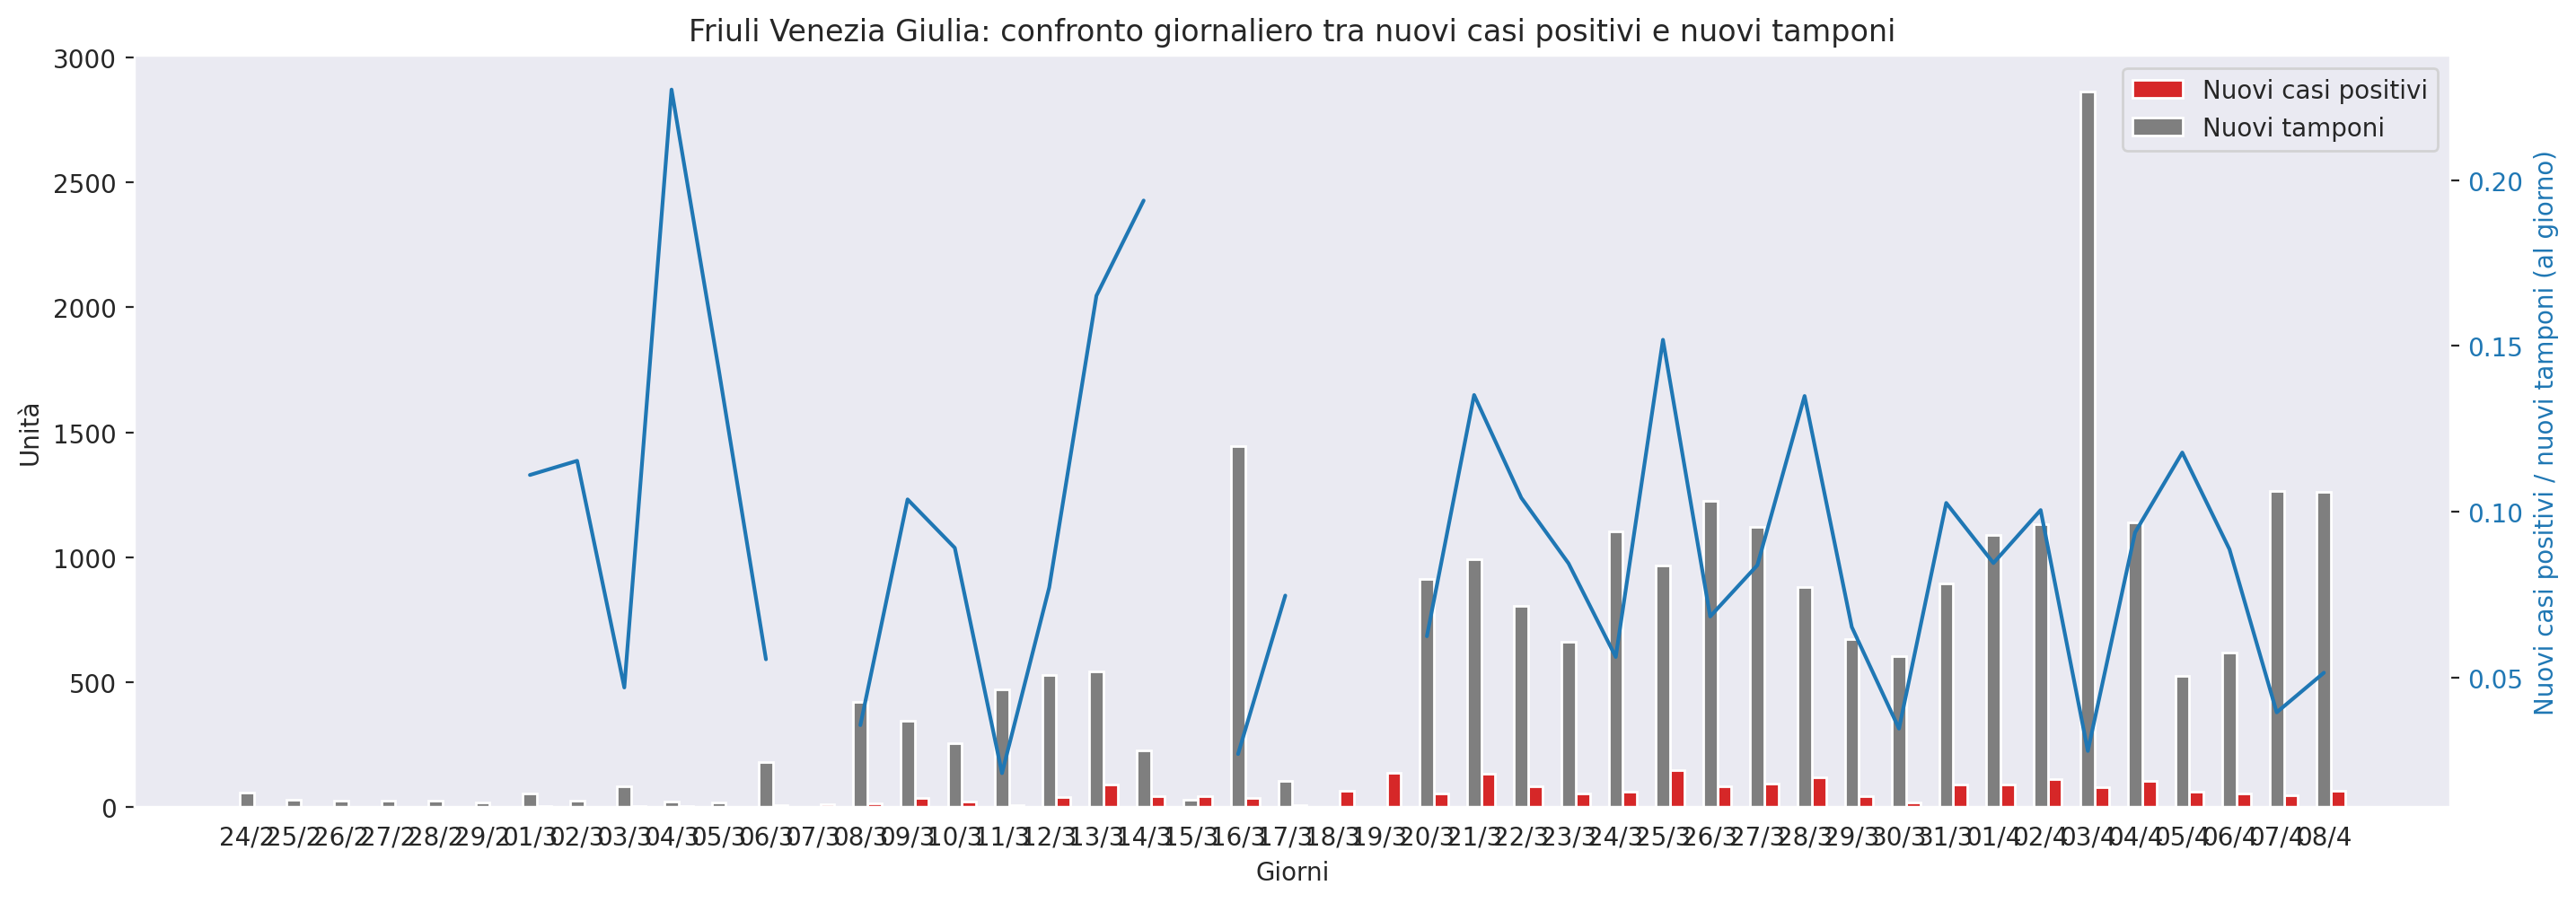 Friuli Venezia Giulia: confronto giornaliero tra nuovi casi positivi e nuovi tamponi
3000
2500
2000
1500
1000
500
0
Unità
Nuovi casi positivi
Nuovi tamponi
0.20
0.15
0.10
0.05
Nuovi casi positivi / nuovi tamponi (al giorno)
24/2 25/2 26/2 27/2 28/2 29/2 01/3 02/3 03/3 04/3 05/3 06/3 07/3 08/3 09/3 10/3 11/3 12/3 13/3 14/3 15/3 16/3 17/3 18/3 19/3 20/3 21/3 22/3 23/3 24/3 25/3 26/3 27/3 28/3 29/3 30/3 31/3 01/4 02/4 03/4 04/4 05/4 06/4 07/4 08/4
Giorni